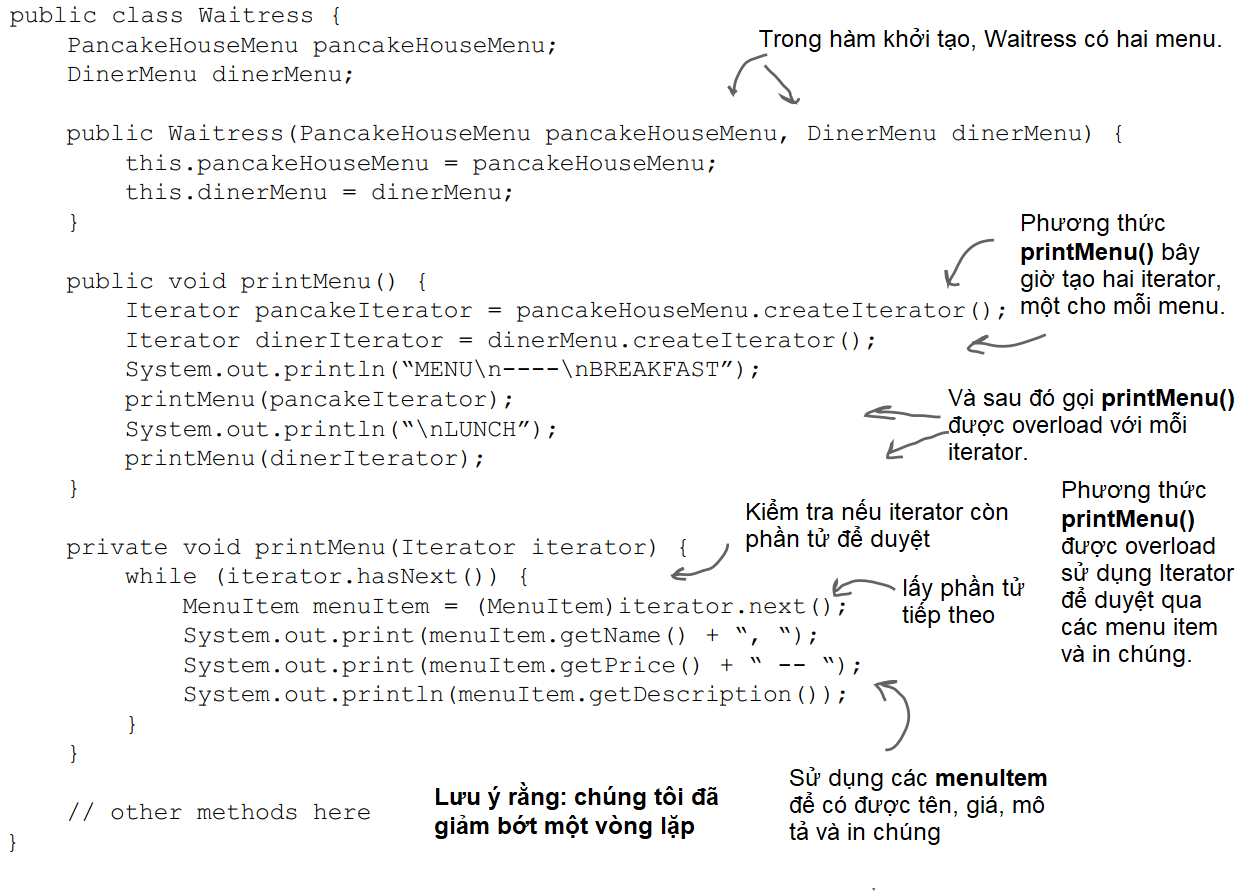 public class Waitress {
PancakeHouseMenu pancakeHouseMenu;
DinerMenu dinerMenu;
Trong hàm khởi tạo, Waitress có hai menu.
public Waitress(PancakeHouseMenu pancakeHouseMenu, DinerMenu dinerMenu) {
this.pancakeHouseMenu = pancakeHouseMenu;
this.dinerMenu = dinerMenu;
}
Phương thức
printMenu() bây
giờ tạo hai iterator,
một cho mỗi menu.
public void printMenu() {
Iterator pancakeIterator = pancakeHouseMenu.createIterator();
Iterator dinerIterator = dinerMenu.createIterator();
System.out.println(“MENU\n----\nBREAKFAST”);
printMenu(pancakeIterator);
System.out.println(“\nLUNCH”);
printMenu(dinerIterator);
}
Và sau đó gọi printMenu()
được overload với mỗi
iterator.
Kiểm tra nếu iterator còn
phần tử để duyệt
Phương thức
printMenu()
được overload
sử dụng Iterator
để duyệt qua
các menu item
và in chúng.
private void printMenu(Iterator iterator) {
while (iterator.hasNext()) {
MenuItem menuItem = (MenuItem)iterator.next();
System.out.print(menuItem.getName() + “, “);
System.out.print(menuItem.getPrice() + “ -- “);
System.out.println(menuItem.getDescription());
}
}
lấy phần tử
tiếp theo
Sử dụng các menuItem
để có được tên, giá, mô
tả và in chúng
// other methods here
}
Lưu ý rằng: chúng tôi đã
giảm bớt một vòng lặp